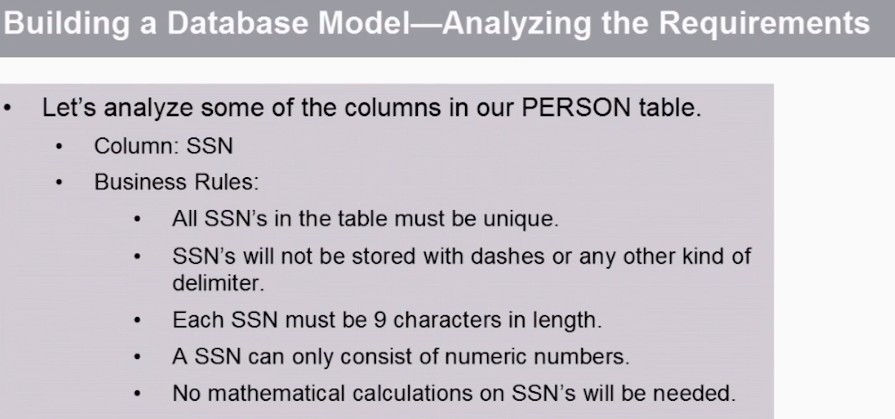 Building a Database Model—Analyzing the Requirements
• Let's analyze some of the columns in our PERSON table.
• Column: SSN
• Business Rules:
• All SSN's in the table must be unique.
• SSN's will not be stored with dashes or any other kind of
delimiter.
• Each SSN must be 9 characters in length.
• A SSN can only consist of numeric numbers.
• No mathematical calculations on SSN's will be needed.